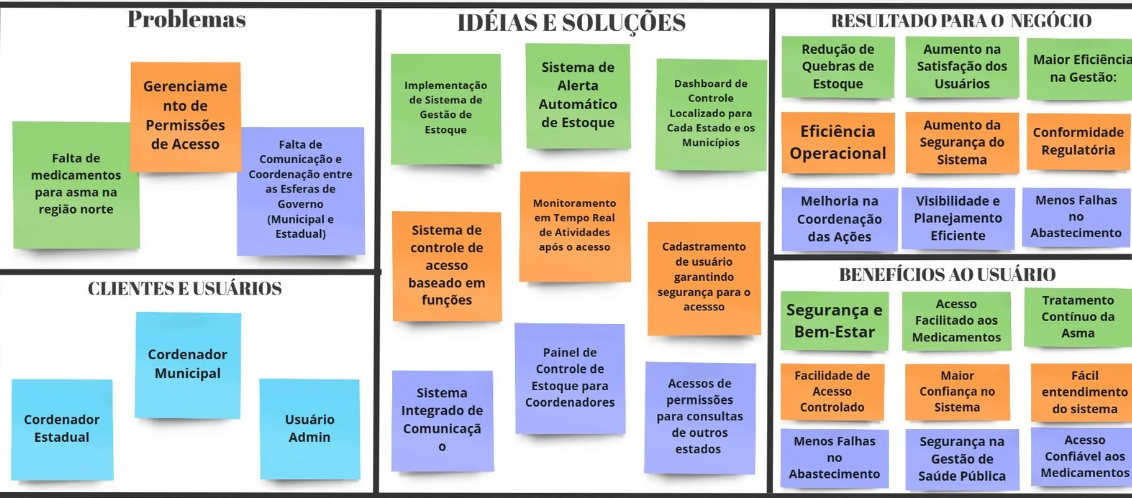 Problemas
Gerenciame
nto de
Permissões
de Acesso
Falta de
medicamentos
para asma na
região norte
Falta de
Comunicação e
Coordenação entre
as Esferas de
Governo
(Municipal e
Estadual)
CLIENTES E USUÁRIOS
Cordenador
Municipal
Cordenador
Estadual
Usuário
Admin
IDÉIAS E SOLUÇÕES
Implementação
de Sistema de
Gestão de
Estoque
Sistema de
Alerta
Automático
de Estoque
Dashboard de
Controle
Localizado para
Cada Estado e os
Municípios
Sistema de
controle de
acesso
baseado em
funções
Monitoramento
em Tempo Real
de Atividades
após o acesso
Cadastramento
de usuário
garantindo
segurança para o
acessso
Sistema
Integrado de
Comunicaçã
o
Painel de
Controle de
Estoque para
Coordenadores
Acessos de
permissões
para consultas
de outros
estados
RESULTADO PARA O NEGÓCIO
Redução de
Quebras de
Estoque
Aumento na
Satisfação dos
Usuários
Maior Eficiência
na Gestão:
Eficiência
Operacional
Aumento da
Segurança do
Sistema
Conformidade
Regulatória
Melhoria na
Coordenação
das Ações
Visibilidade e
Planejamento
Eficiente
Menos Falhas
no
Abastecimento
BENEFÍCIOS AO USUÁRIO
Segurança e
Bem-Estar
Acesso
Facilitado aos
Medicamentos
Tratamento
Contínuo da
Asma
Facilidade de
Acesso
Controlado
Maior
Confiança no
Sistema
Fácil
entendimento
do sistema
Menos Falhas
no
Abastecimento
Segurança na
Gestão de
Saúde Pública
Acesso
Confiável aos
Medicamentos